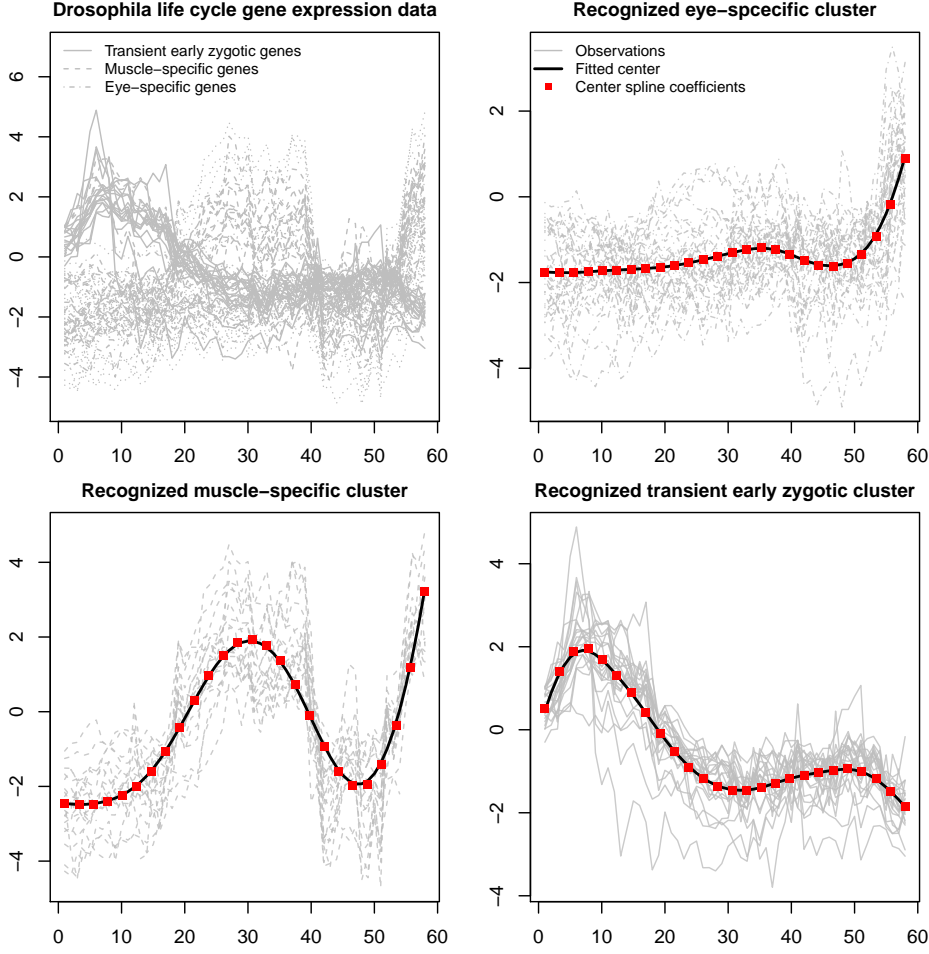 Drosophila life cycle gene expression data
Transient early zygotic genes
Muscle−specific genes
Eye−specific genes
6
4
2
0
−2
−4
0 10 20 30 40 50 60
Recognized eye−spcecific cluster
Observations
Fitted center
Center spline coefficients
2
0
−2
−4
0 10 20 30 40 50 60
Recognized muscle−specific cluster
4
2
0
−2
−4
0 10 20 30 40 50 60
Recognized transient early zygotic cluster
4
2
0
−2
−4
0 10 20 30 40 50 60